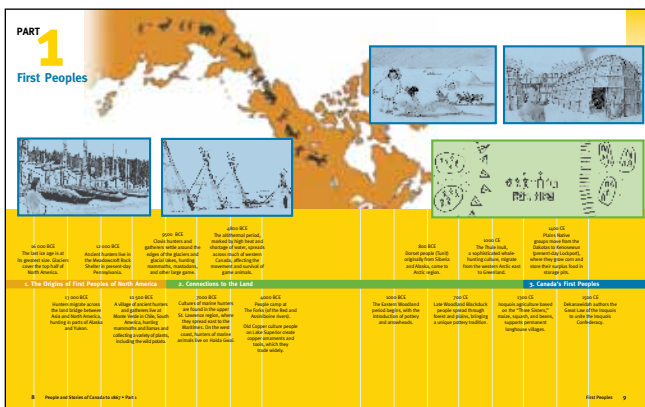 PART
1
First Peoples
16 000 BCE
The last ice age is at
its greatest size. Glaciers
cover the top half of
North America.
12 000 BCE
Ancient hunters live in
the Meadowcroft Rock
Shelter in present-day
Pennsylvania.
9500 BCE
Clovis hunters and
gatherers settle around the
edges of the glaciers and
glacial lakes, hunting
mammoths, mastodons,
and other large game.
4800 BCE
The altithermal period,
marked by high heat and
shortage of water, spreads
across much of western
Canada, affecting the
movement and survival of
game animals.
800 BCE
Dorset people (Tunit)
originally from Siberia
and Alaska, come to
Arctic region.
1000 CE
The Thule Inuit,
a sophisticated whale
hunting culture, migrate
from the western Arctic east
to Greenland.
1400 CE
Plains Native
groups move from the
Dakotas to Kenosewun
(present-day Lockport),
where they grow corn and
store their surplus food in
storage pits.
1. The Origins of First Peoples of North America
2. Connections to the Land
3. Canada's First Peoples
13 000 BCE
Hunters migrate across
the land bridge between
Asia and North America,
hunting in parts of Alaska
and Yukon.
10 500 BCE
A village of ancient hunters
and gatherers live at
Monte Verde in Chile, South
America, hunting
mammoths and llamas and
collecting a variety of plants,
including the wild potato.
7000 BCE
Cultures of marine hunters
are found in the upper
St. Lawrence region, where
they spread east to the
Maritimes. On the west
coast, hunters of marine
animals live on Haida Gwaii.
4000 BCE
People camp at
The Forks (of the Red and
Assiniboine rivers).
Old Copper culture people
on Lake Superior create
copper ornaments and
tools, which they
trade widely.
1000 BCE
The Eastern Woodland
period begins, with the
introduction of pottery
and arrowheads.
700 CE
Late Woodland Blackduck
people spread through
forest and plains, bringing
a unique pottery tradition.
1300 CE
Iroquois agriculture based
on the "Three Sisters,"
maize, squash, and beans,
supports permanent
longhouse villages.
1500 CE
Dekanawidah authors the
Great Law of the Iroquois
to unite the Iroquois
Confederacy.
8 People and Stories of Canada to 1867 • Part 1
First Peoples 9